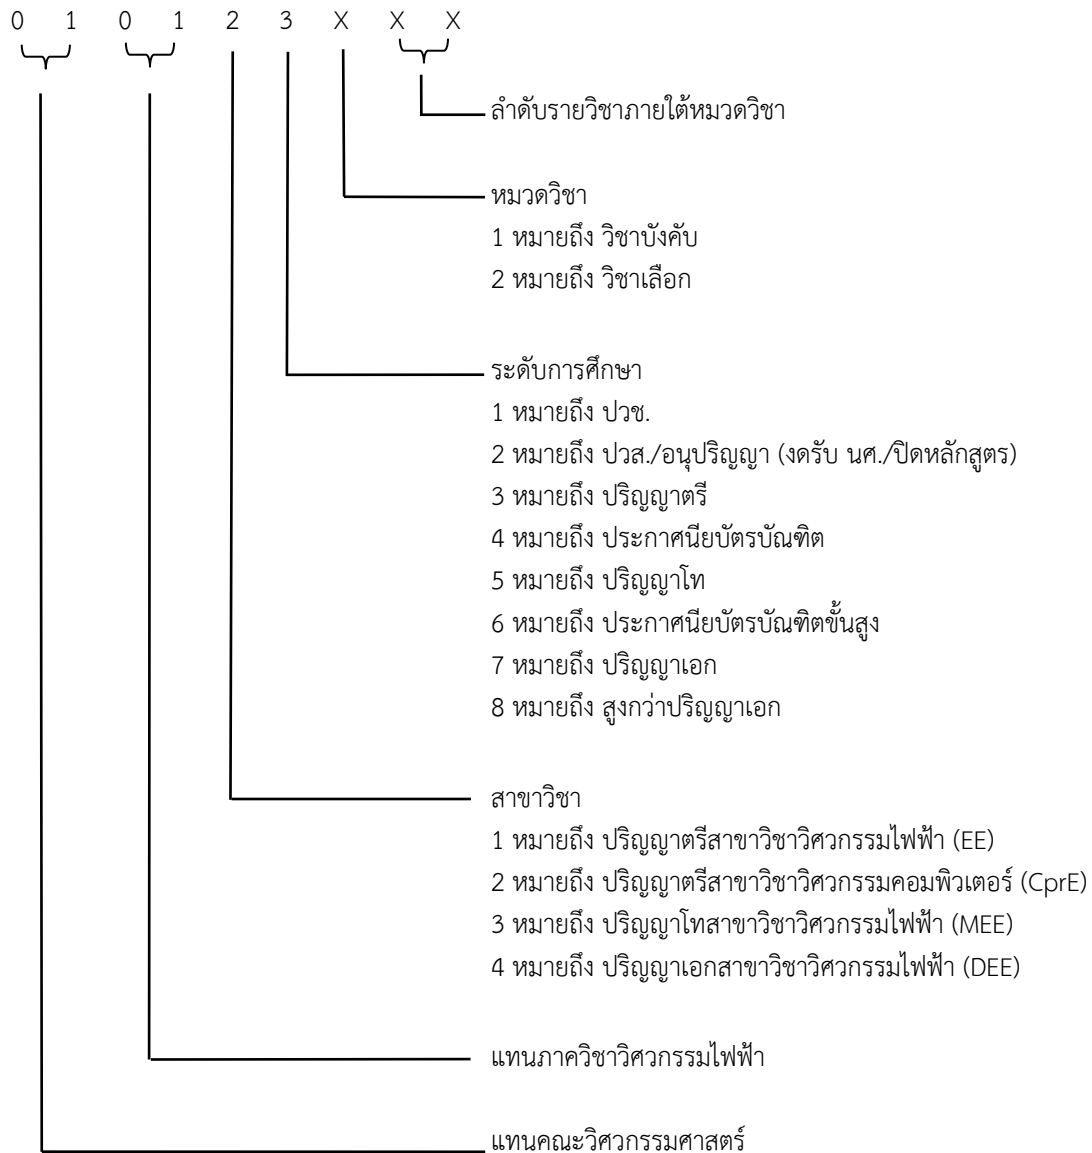 0 1 0 1 2 3 X X X
ลำดับรายวิชาภายใต้หมวดวิชา
หมวดวิชา
1 หมายถึง วิชาบังคับ
2 หมายถึง วิชาเลือก
ระดับการศึกษา
1 หมายถึง ปวช.
2 หมายถึง ปวส./อนุปริญญา (งดรับ นศ./ปิดหลักสูตร)
3 หมายถึง ปริญญาตรี
4 หมายถึง ประกาศนียบัตรบัณฑิต
5 หมายถึง ปริญญาโท
6 หมายถึง ประกาศนียบัตรบัณฑิตขั้นสูง
7 หมายถึง ปริญญาเอก
8 หมายถึง สูงกว่าปริญญาเอก
สาขาวิชา
1 หมายถึง ปริญญาตรีสาขาวิชาวิศวกรรมไฟฟ้า (EE)
2 หมายถึง ปริญญาตรีสาขาวิชาวิศวกรรมคอมพิวเตอร์ (CprE)
3 หมายถึง ปริญญาโทสาขาวิชาวิศวกรรมไฟฟ้า (MEE)
4 หมายถึง ปริญญาเอกสาขาวิชาวิศวกรรมไฟฟ้า (DEE)
แทนภาควิชาวิศวกรรมไฟฟ้า
แทนคณะวิศวกรรมศาสตร์